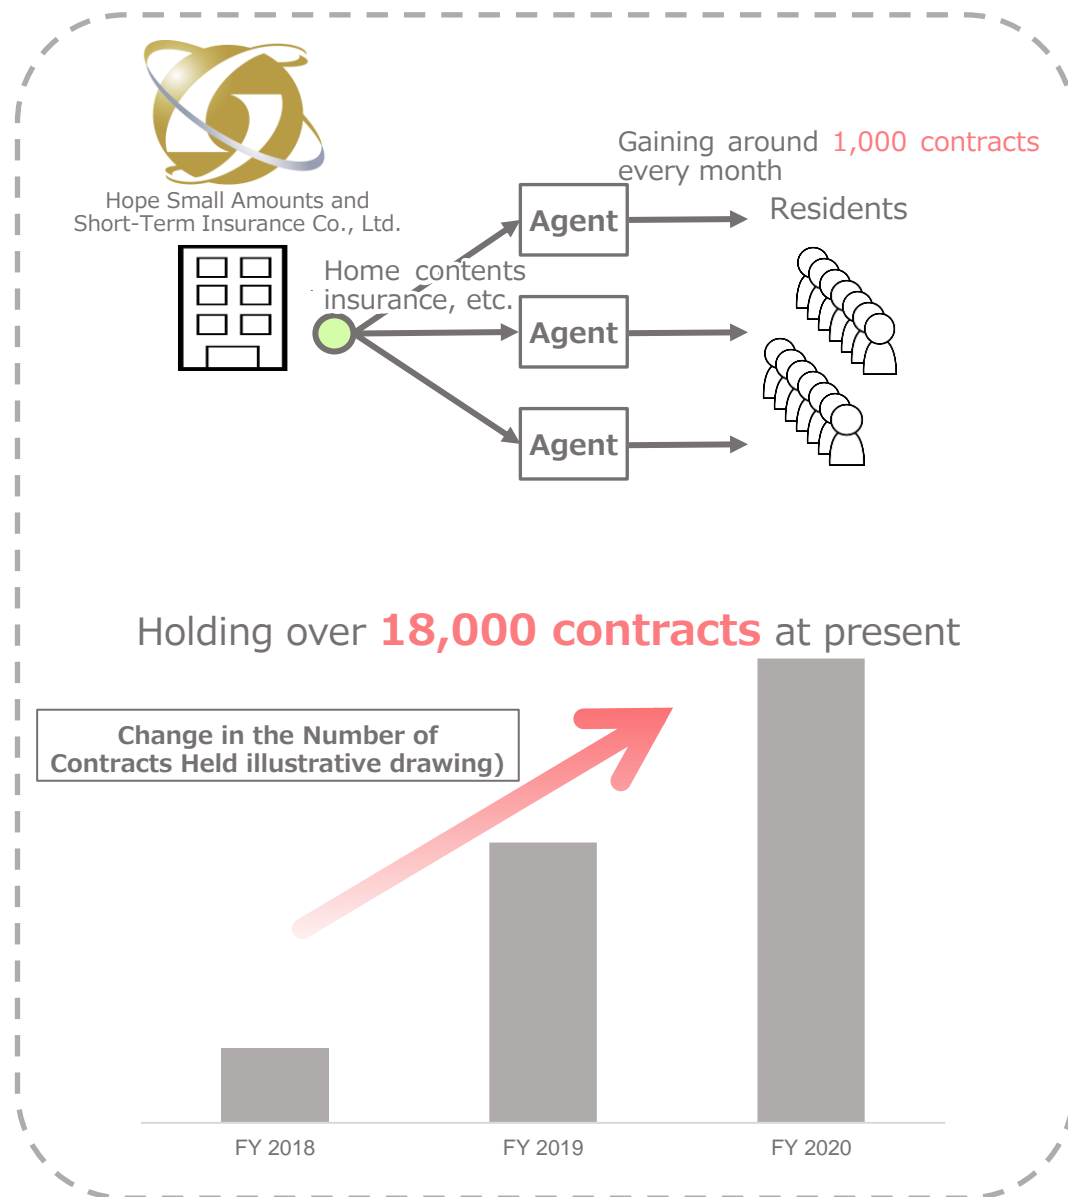 Hope Small Amounts and
Short-Term Insurance Co., Ltd.
Gaining around 1,000 contracts
every month
Residents
Home contents
insurance, etc.
Agent
Agent
Agent
Holding over 18,000 contracts at present
Change in the Number of
Contracts Held illustrative drawing)
FY 2018
FY 2019
FY 2020